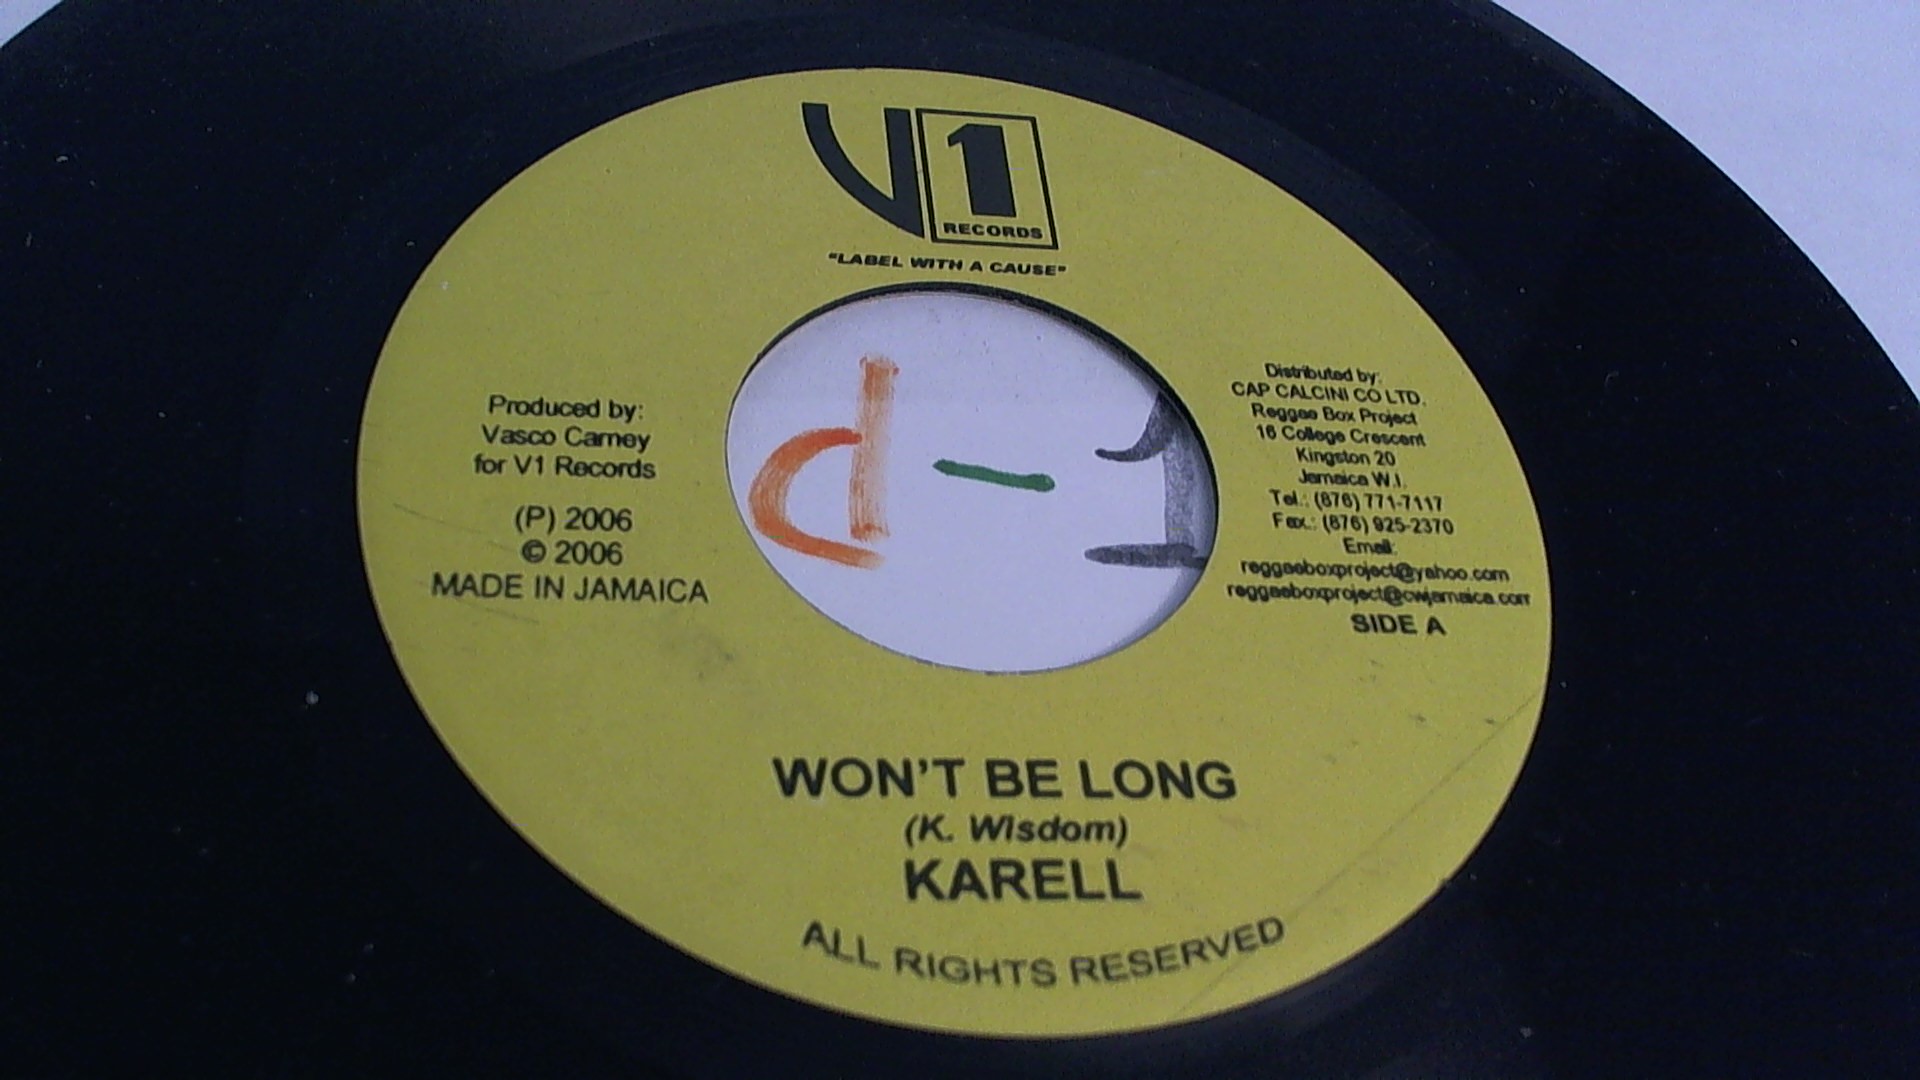 V1
RECORDS
"LABEL WITH A CAUSE"
Produced by:
Vasco Carney
for V1 Records
(P) 2006
© 2006
MADE IN JAMAICA
d-1
Distributed by:
CAP CALCINI CO LTD.
Reggae Box Project
16 College Crescent
Kingston 20
Jamaica W.I.
Tel.: (876) 771-7117
Fax.: (876) 925-2370
Email:
reggaeboxproject@yahoo.com
reggaeboxproject@cwjamaica.com
SIDE A
WON'T BE LONG
(K. Wisdom)
KARELL
ALL RIGHTS RESERVED